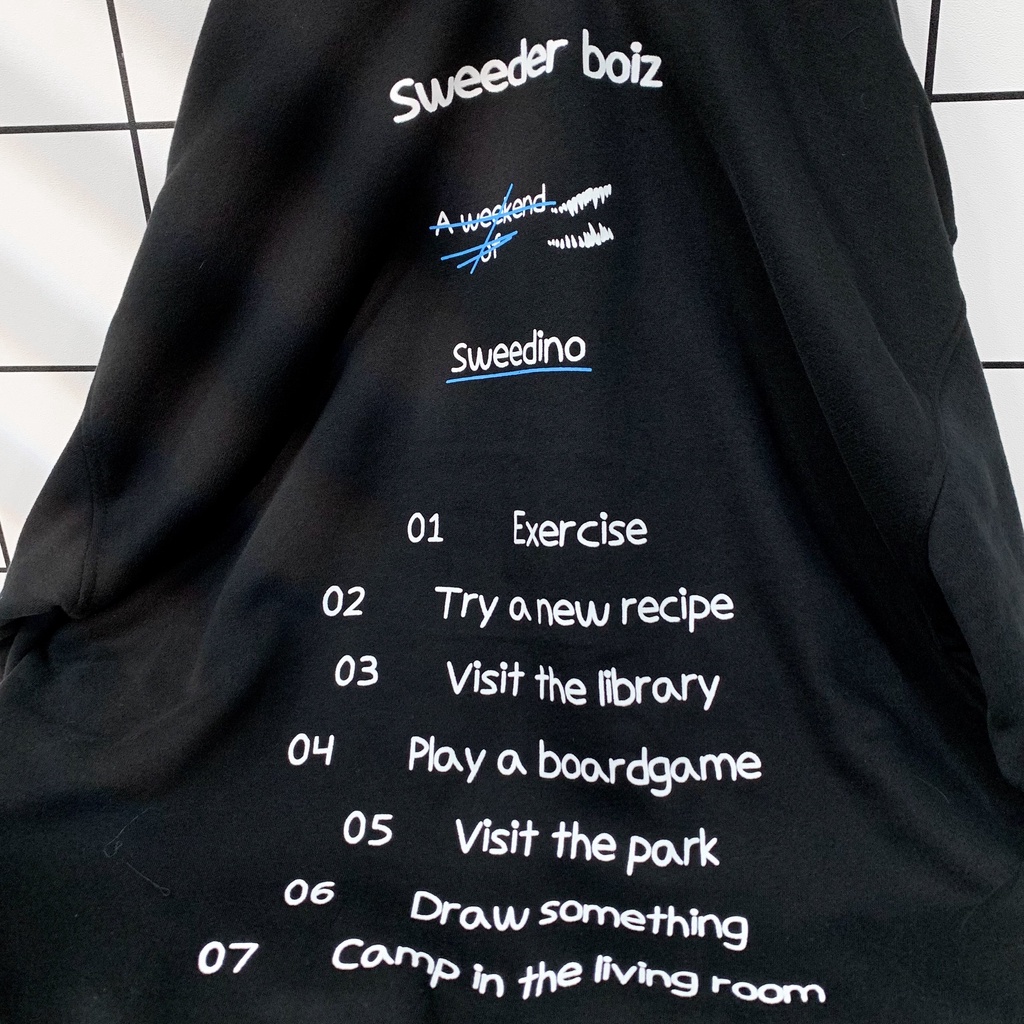 Sweeder boiz
A weekend
of
Sweedino
01 Exercise
02 Try a new recipe
03 Visit the library
04 Play a boardgame
05 Visit the park
06 Draw something
07 Camp in the living room